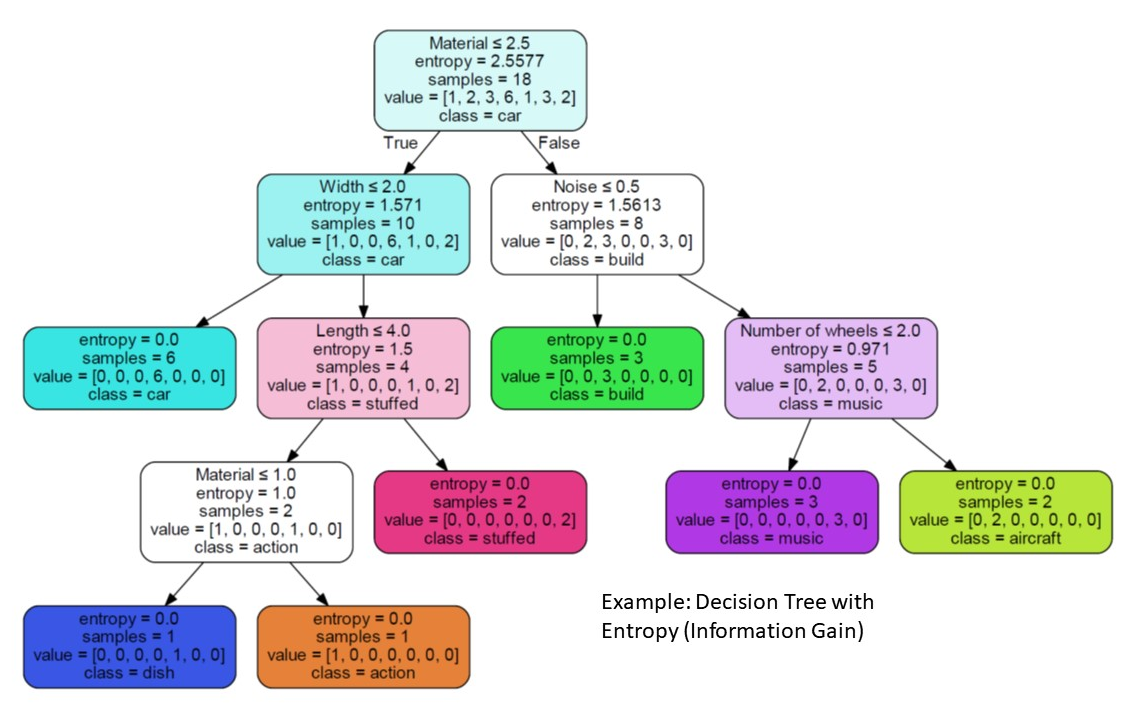 Material ≤ 2.5
entropy = 2.5577
samples = 18
value = [1, 2, 3, 6, 1, 3, 2]
class = car
True
False
Width ≤ 2.0
entropy = 1.571
samples = 10
value = [1, 0, 0, 6, 1, 0, 2]
class = car
Noise ≤ 0.5
entropy = 1.5613
samples = 8
value = [0, 2, 3, 0, 0, 3, 0]
class = build
entropy = 0.0
samples = 6
value = [0, 0, 0, 6, 0, 0, 0]
class = car
Length ≤ 4.0
entropy = 1.5
samples = 4
value = [1, 0, 0, 0, 1, 0, 2]
class = stuffed
entropy = 0.0
samples = 3
value = [0, 0, 3, 0, 0, 0, 0]
class = build
Number of wheels ≤ 2.0
entropy = 0.971
samples = 5
value = [0, 2, 0, 0, 0, 3, 0]
class = music
Material ≤ 1.0
entropy = 1.0
samples = 2
value = [1, 0, 0, 0, 1, 0, 0]
class = action
entropy = 0.0
samples = 2
value = [0, 0, 0, 0, 0, 0, 2]
class = stuffed
entropy = 0.0
samples = 3
value = [0, 0, 0, 0, 0, 3, 0]
class = music
entropy = 0.0
samples = 2
value = [0, 2, 0, 0, 0, 0, 0]
class = aircraft
entropy = 0.0
samples = 1
value = [0, 0, 0, 0, 1, 0, 0]
class = dish
entropy = 0.0
samples = 1
value = [1, 0, 0, 0, 0, 0, 0]
class = action
Example: Decision Tree with
Entropy (Information Gain)